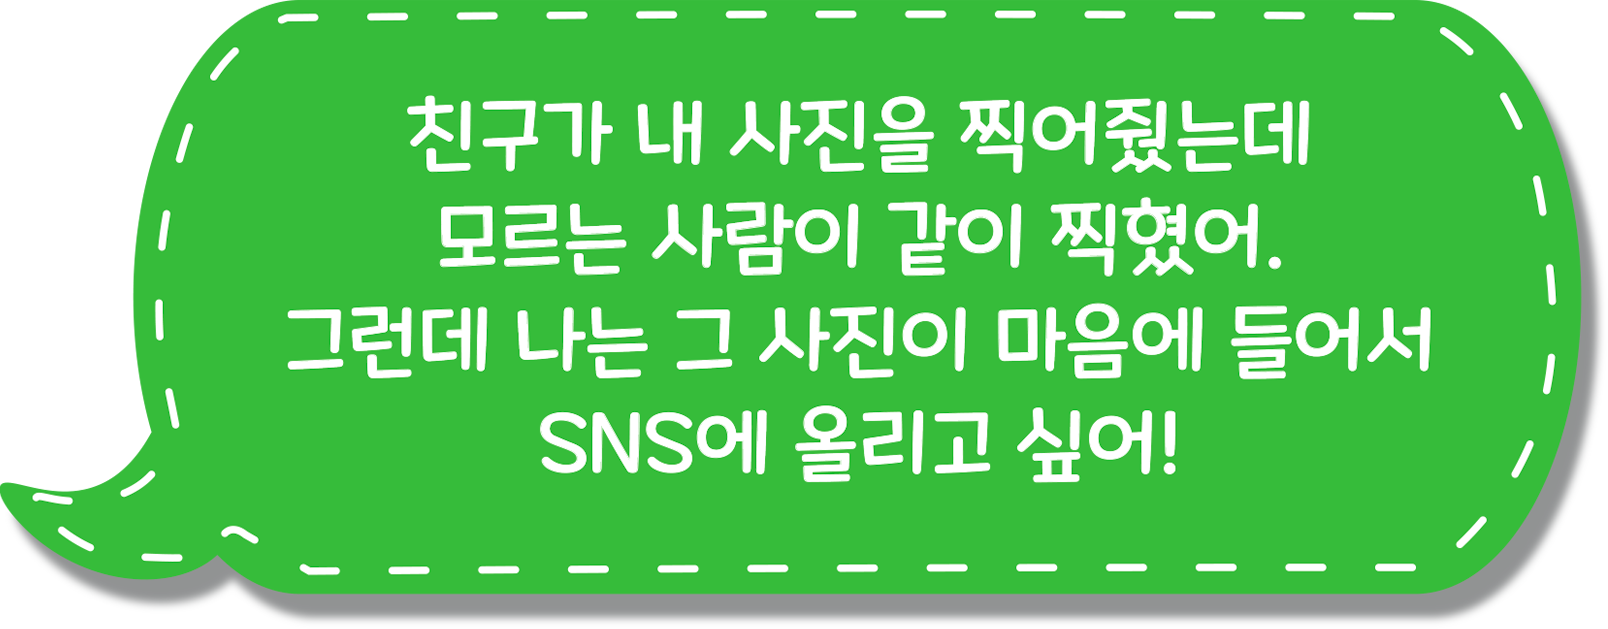 친구가 내 사진을 찍어줬는데
모르는 사람이 같이 찍혔어.
그런데 나는 그 사진이 마음에 들어서
SNS에 올리고 싶어!